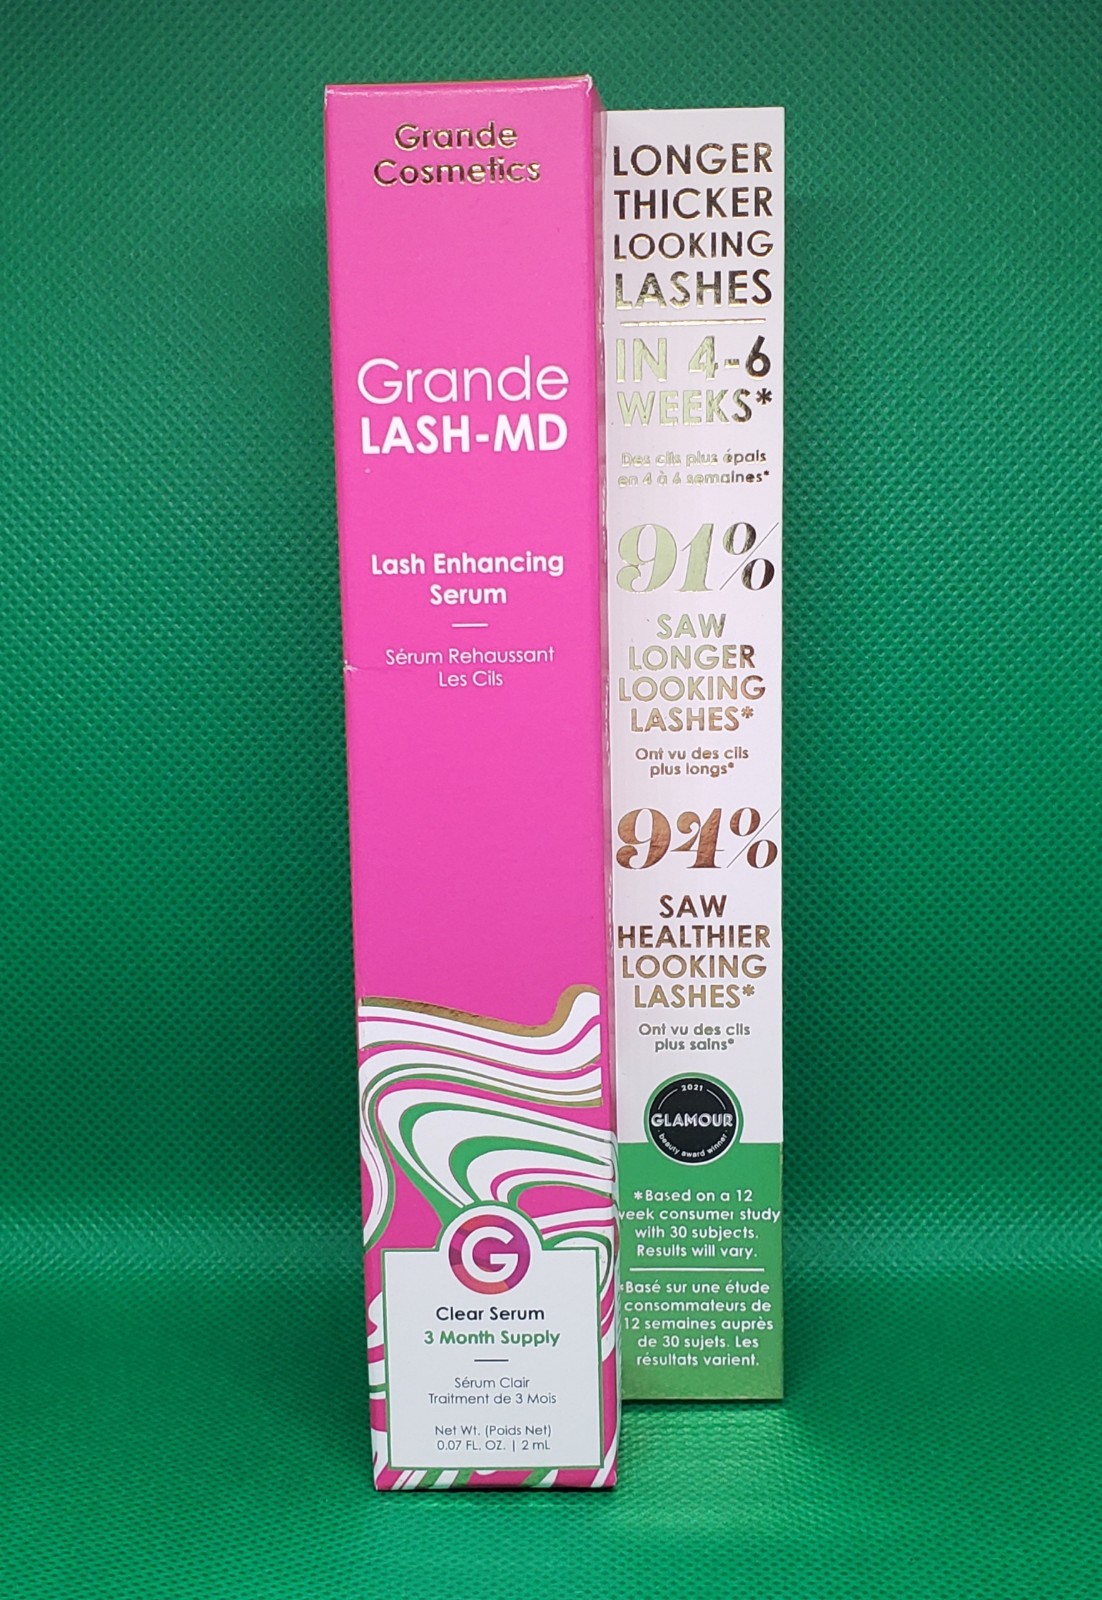 Grande
Cosmetics
Grande
LASH-MD
Lash Enhancing
Serum
Sérum Rehaussant
Les Cils
G
Clear Serum
3 Month Supply
Sérum Clair
Traitment de 3 Mois
Net Wt. (Poids Net)
0.07 FL. OZ. | 2 mL
LONGER
THICKER
LOOKING
LASHES
IN 4-6
WEEKS*
Des cils plus épais
en 4 à 6 semaines*
91%
SAW
LONGER
LOOKING
LASHES*
Ont vu des cils
plus longs*
94%
SAW
HEALTHIER
LOOKING
LASHES*
Ont vu des cils
plus sains*
2021
GLAMOUR
beauty award winner
*Based on a 12
week consumer study
with 30 subjects.
Results will vary.
*Basé sur une étude
consommateurs de
12 semaines auprès
de 30 sujets. Les
résultats varient.